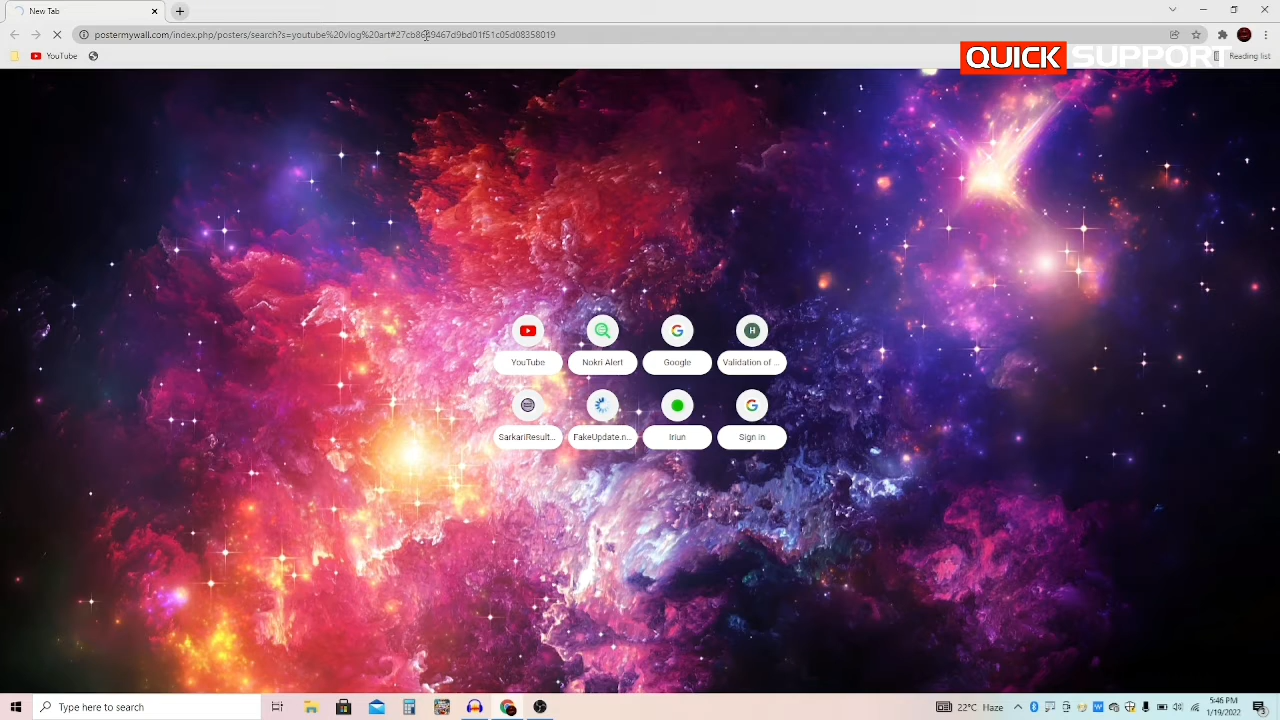 New Tab
postermywall.com/index.php/posters/search?s=youtube%20vlog%20art#27cb8639467d9bd01f51c05d08358019
YouTube
Reading list
QUICK SUPPORT
YouTube
Nokri Alert
Google
Validation of ...
H
SarkariResult...
FakeUpdate.n...
Iriun
Sign in
Type here to search
22°C Haze
5:46 PM
1/19/2022